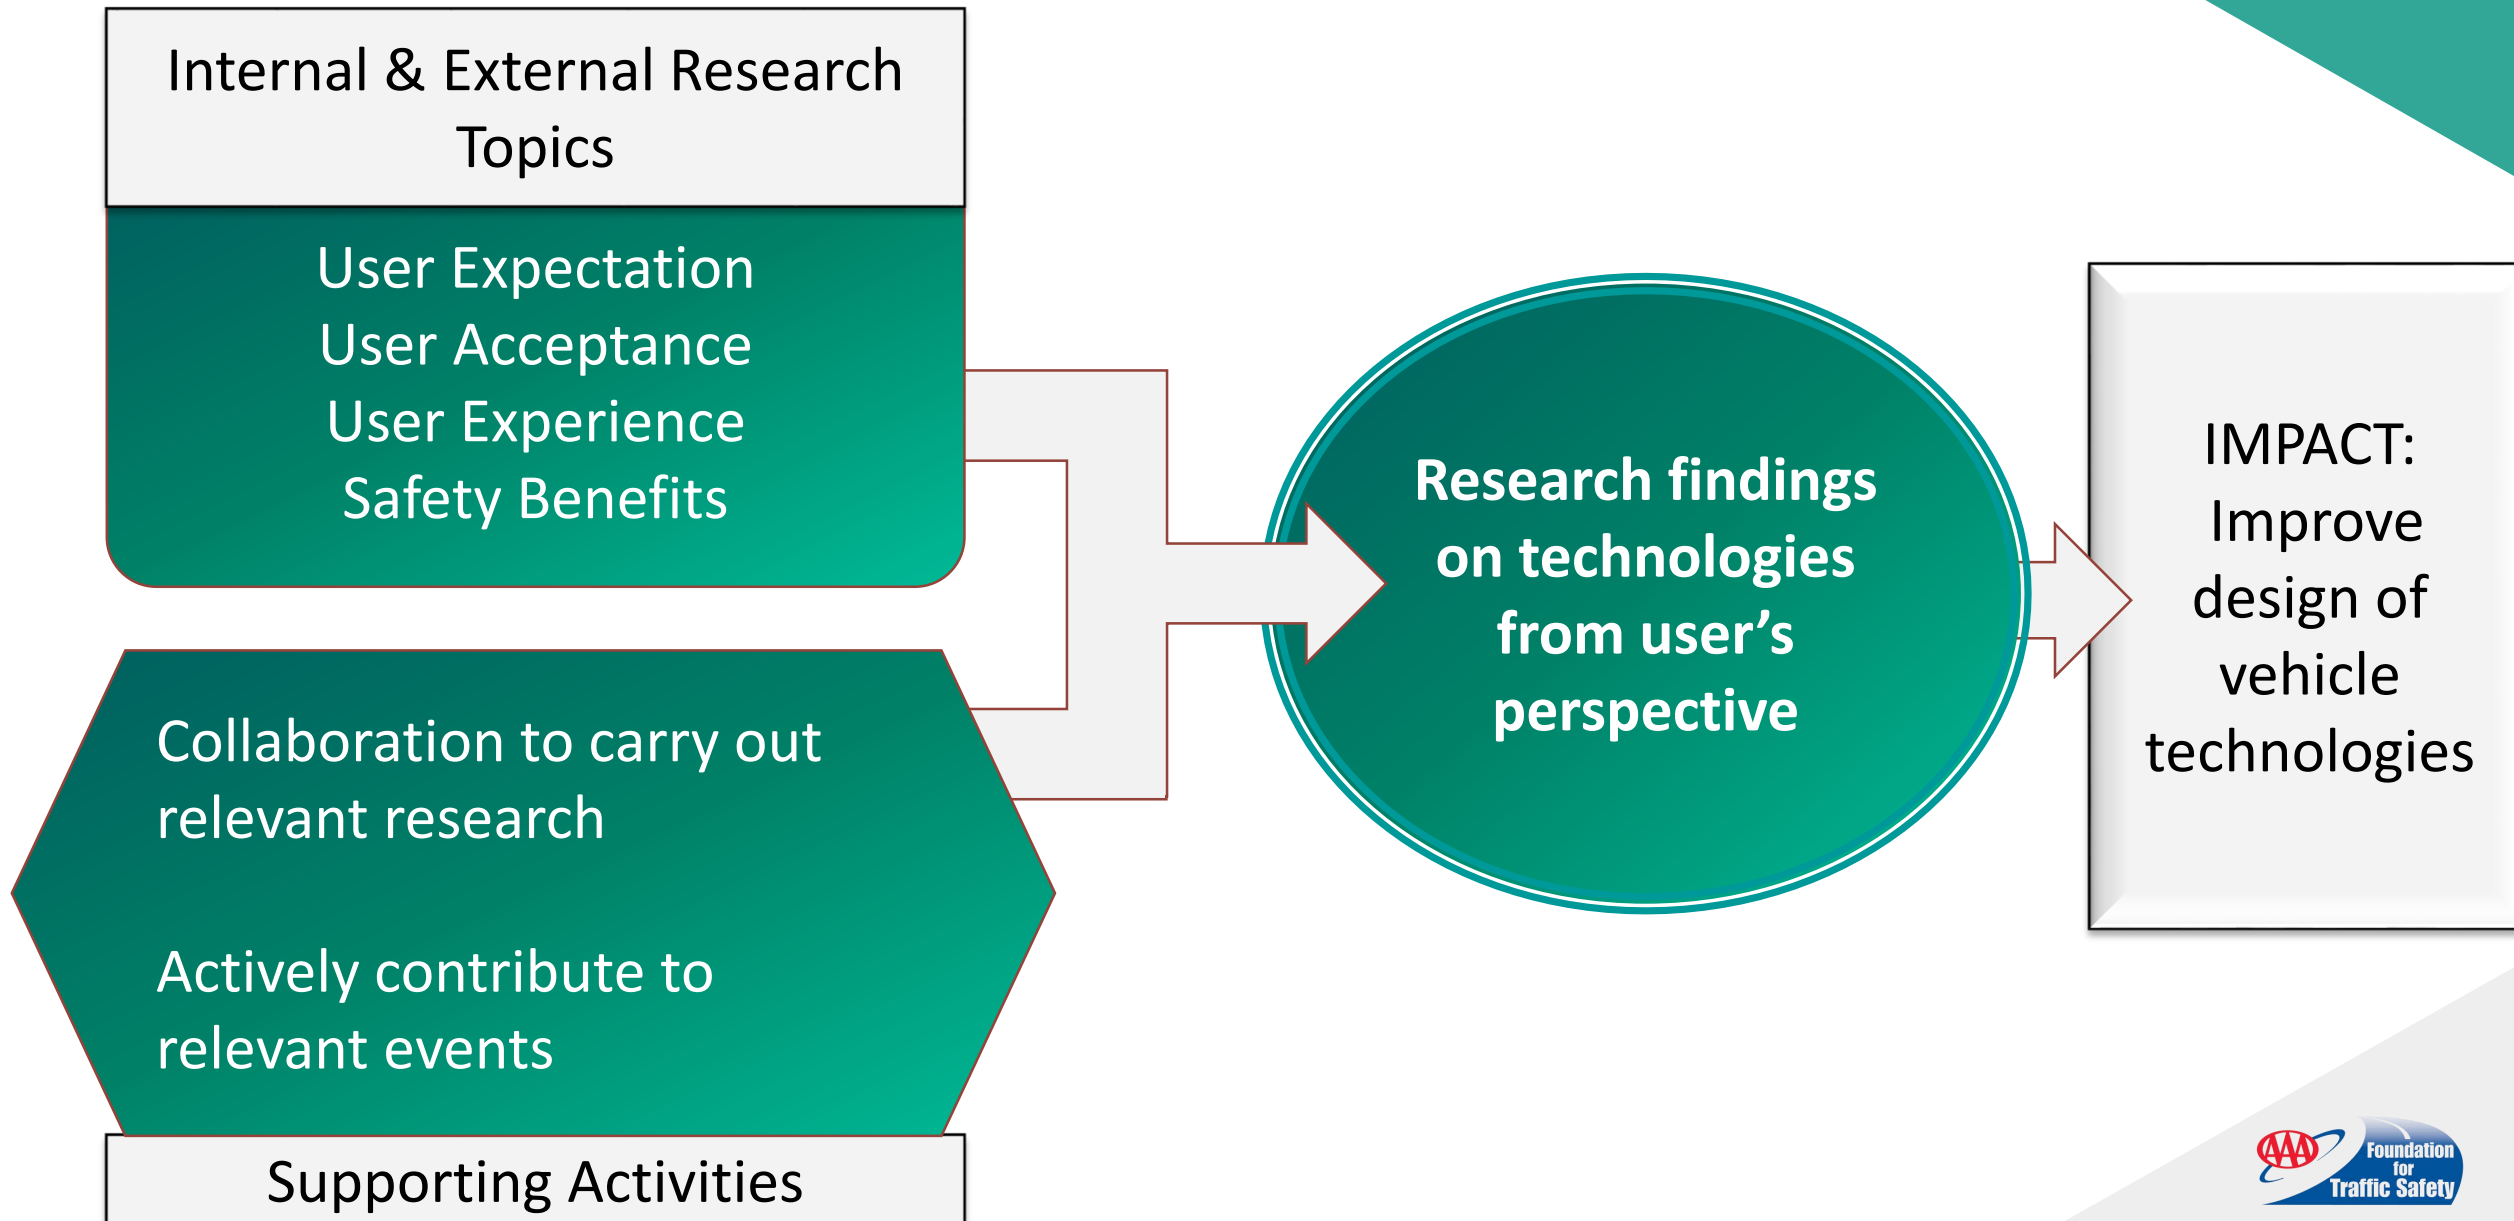 Internal & External Research
Topics
User Expectation
User Acceptance
User Experience
Safety Benefits
Collaboration to carry out
relevant research
Actively contribute to
relevant events
Supporting Activities
Research findings
on technologies
from user’s
perspective
IMPACT:
Improve
design of
vehicle
technologies
AAA
Foundation
for
Traffic Safety